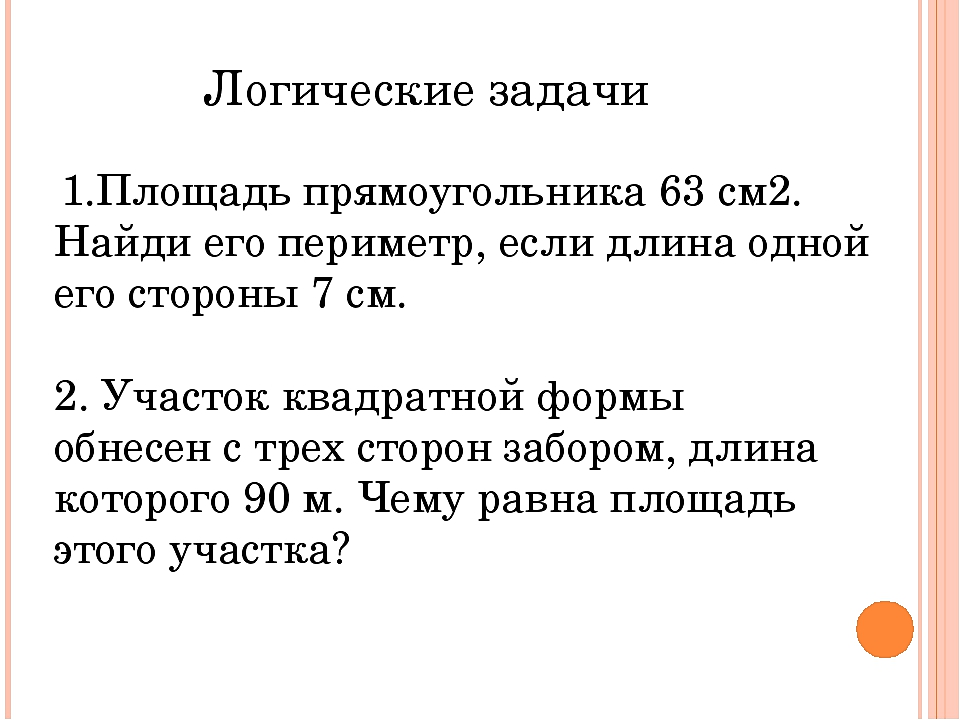 Логические задачи
1.Площадь прямоугольника 63 см2.
Найди его периметр, если длина одной
его стороны 7 см.
2. Участок квадратной формы
обнесен с трех сторон забором, длина
которого 90 м. Чему равна площадь
этого участка?